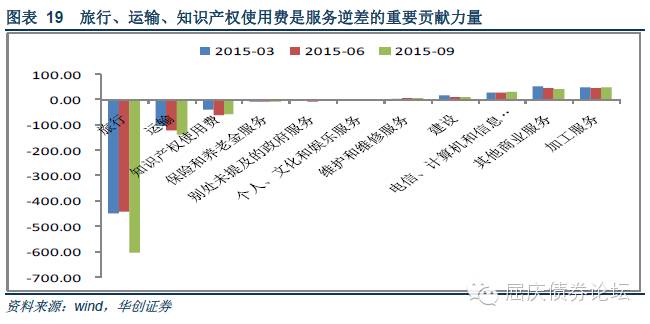 图表 19 旅行、运输、知识产权使用费是服务逆差的重要贡献力量
2015-03 2015-06 2015-09
100.00
0.00
-100.00
-200.00
-300.00
-400.00
-500.00
-600.00
-700.00
旅行
运输
知识产权使用费
保险和养老金服务
别处未提及的政府服务
个人、文化和娱乐服务
维护和维修服务
建设
电信、计算机和信息…
其他商业服务
加工服务
屈庆债券论坛
资料来源：wind，华创证券